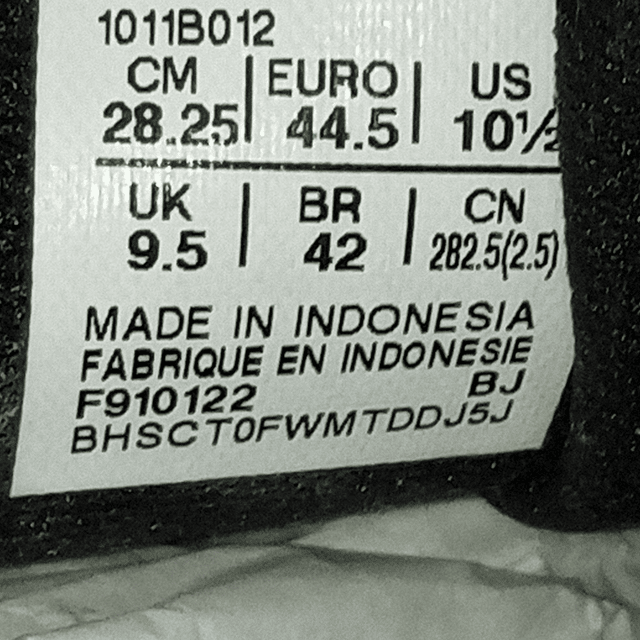 1011B012
CM | EURO | US
28.25 | 44.5 | 10½
UK | BR | CN
9.5 | 42 | 282.5(2.5)
MADE IN INDONESIA
FABRIQUE EN INDONESIE
F910122 BJ
BHSCT0FWMTDDJ5J